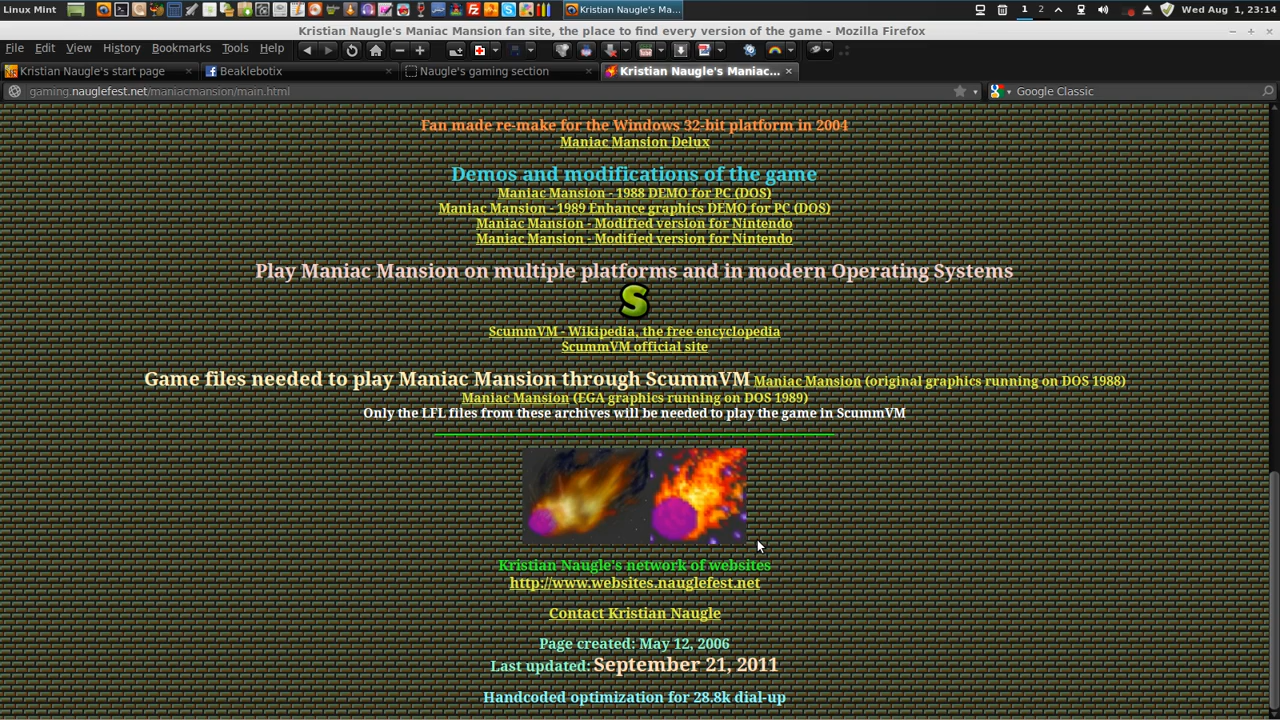 Linux Mint
Kristian Naugle's Ma...
1 2
Wed Aug 1, 23:14
Kristian Naugle's Maniac Mansion fan site, the place to find every version of the game - Mozilla Firefox
File Edit View History Bookmarks Tools Help
Kristian Naugle's start page
Beaklebotix
Naugle's gaming section
Kristian Naugle's Maniac...
gaming.nauglefest.net/maniacmansion/main.html
Google Classic
Fan made re-make for the Windows 32-bit platform in 2004
Maniac Mansion Delux
Demos and modifications of the game
Maniac Mansion - 1988 DEMO for PC (DOS)
Maniac Mansion - 1989 Enhance graphics DEMO for PC (DOS)
Maniac Mansion - Modified version for Nintendo
Maniac Mansion - Modified version for Nintendo
Play Maniac Mansion on multiple platforms and in modern Operating Systems
S
ScummVM - Wikipedia, the free encyclopedia
ScummVM official site
Game files needed to play Maniac Mansion through ScummVM Maniac Mansion (original graphics running on DOS 1988)
Maniac Mansion (EGA graphics running on DOS 1989)
Only the LFL files from these archives will be needed to play the game in ScummVM
Kristian Naugle's network of websites
http://www.websites.nauglefest.net
Contact Kristian Naugle
Page created: May 12, 2006
Last updated: September 21, 2011
Handcoded optimization for 28.8k dial-up